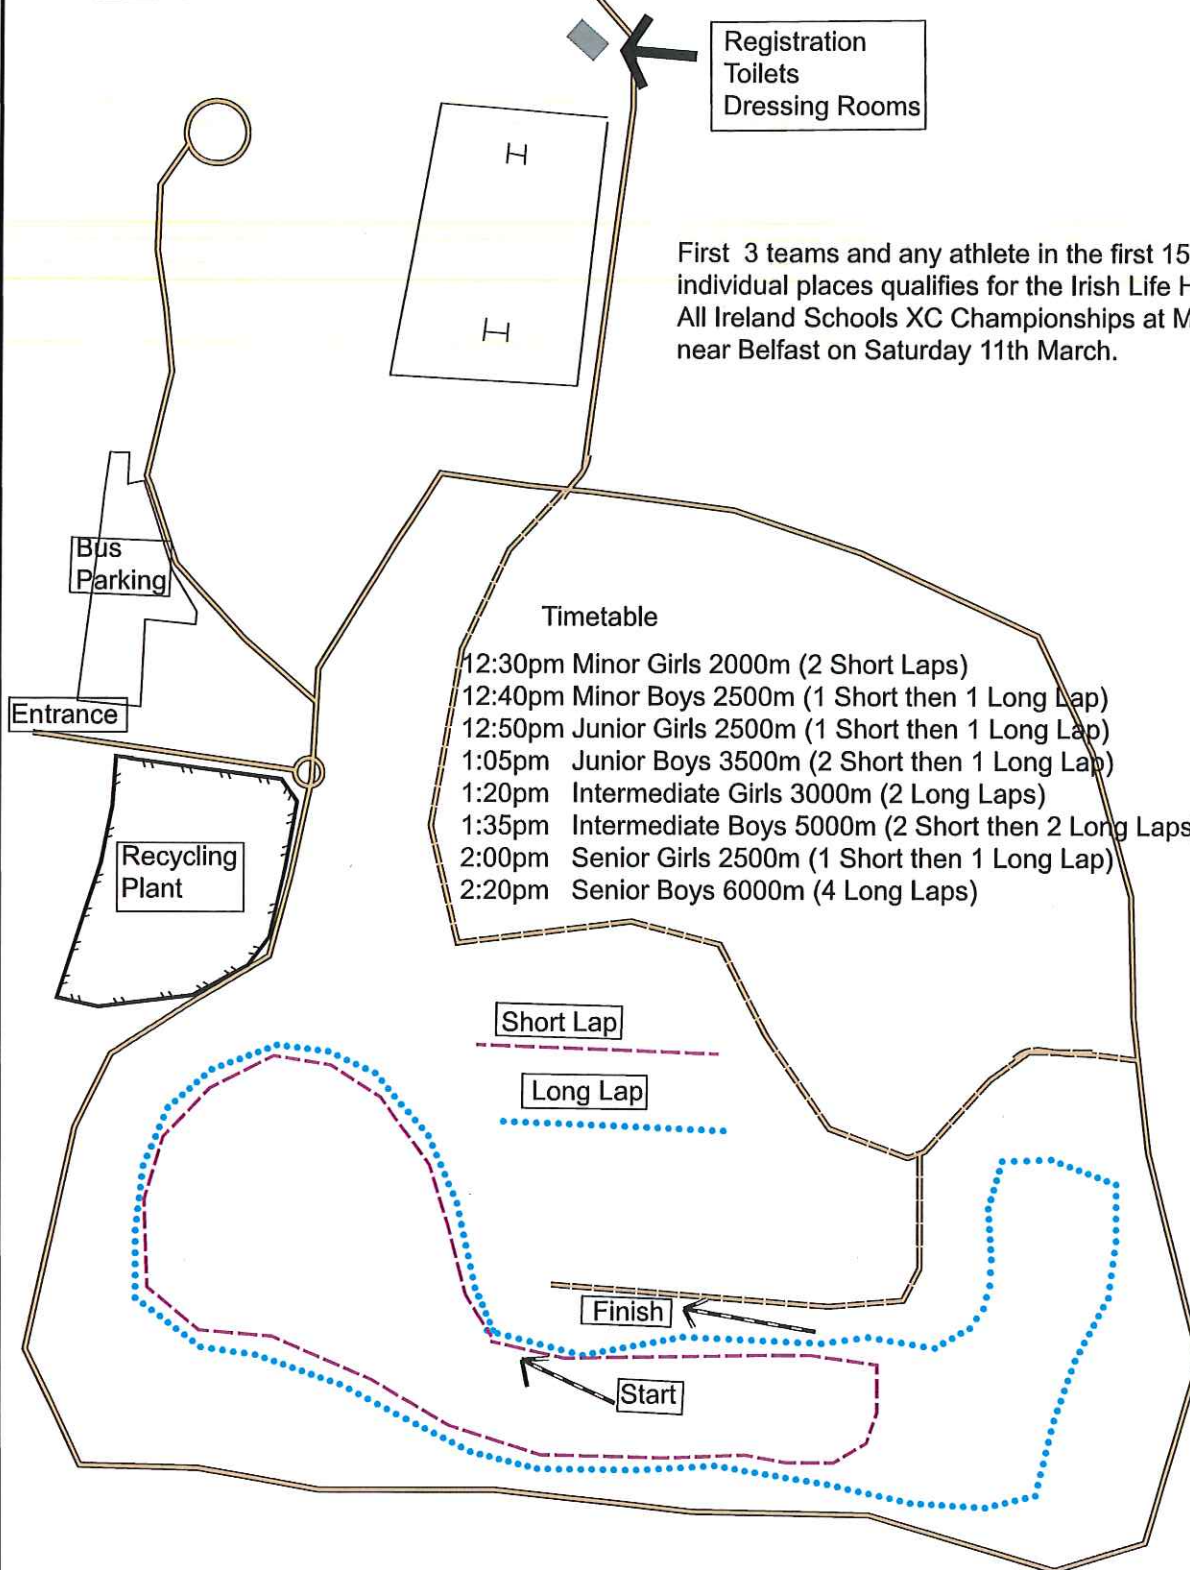 Registration
Toilets
Dressing Rooms
First 3 teams and any athlete in the first 15
individual places qualifies for the Irish Life H
All Ireland Schools XC Championships at M
near Belfast on Saturday 11th March.
Bus
Parking
Entrance
Recycling
Plant
Timetable
12:30pm Minor Girls 2000m (2 Short Laps)
12:40pm Minor Boys 2500m (1 Short then 1 Long Lap)
12:50pm Junior Girls 2500m (1 Short then 1 Long Lap)
1:05pm Junior Boys 3500m (2 Short then 1 Long Lap)
1:20pm Intermediate Girls 3000m (2 Long Laps)
1:35pm Intermediate Boys 5000m (2 Short then 2 Long Laps
2:00pm Senior Girls 2500m (1 Short then 1 Long Lap)
2:20pm Senior Boys 6000m (4 Long Laps)
Short Lap
Long Lap
Finish
Start